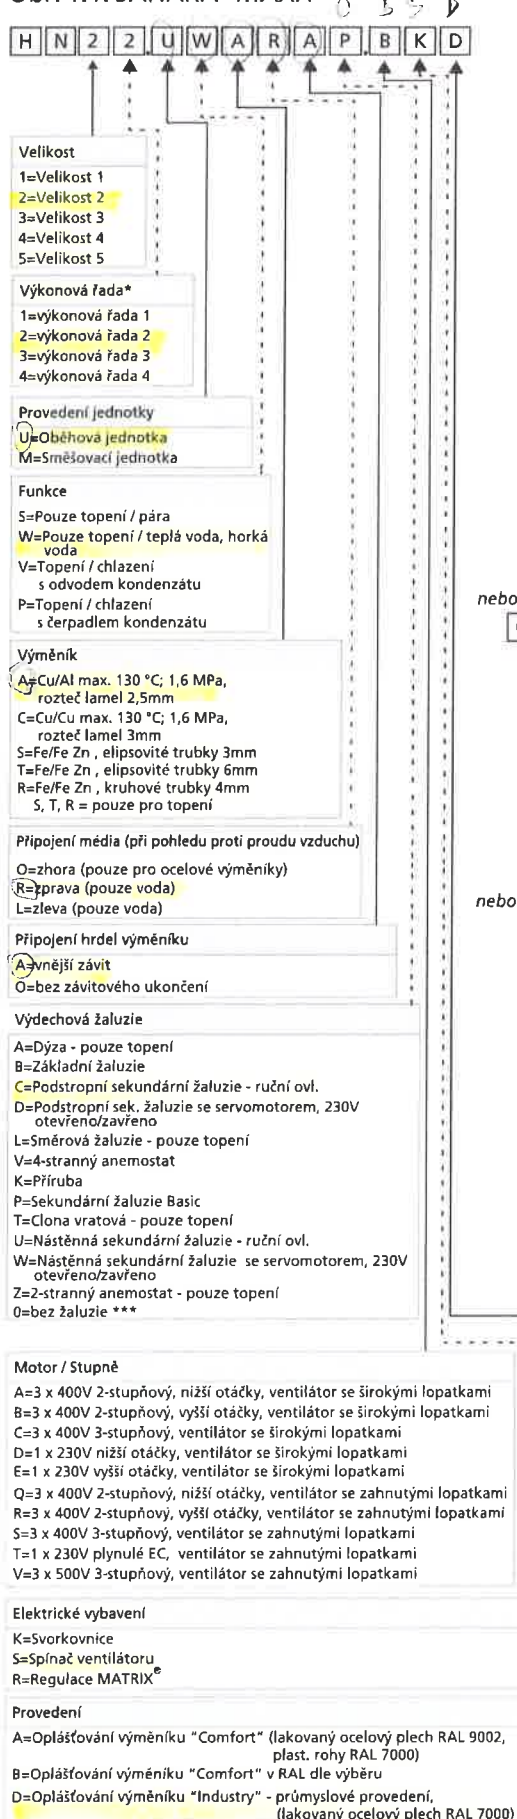 H N 2 2 . U W A R A P . B K D
Velikost
1=Velikost 1
2=Velikost 2
3=Velikost 3
4=Velikost 4
5=Velikost 5
Výkonová řada*
1=výkonová řada 1
2=výkonová řada 2
3=výkonová řada 3
4=výkonová řada 4
Provedení jednotky
U=Oběhová jednotka
M=Směšovací jednotka
Funkce
S=Pouze topení / pára
W=Pouze topení / teplá voda, horká
voda
V=Topení / chlazení
s odvodem kondenzátu
P=Topení / chlazení
s čerpadlem kondenzátu
nebo
Výměník
A=Cu/Al max. 130 °C; 1,6 MPa,
rozteč lamel 2,5mm
C=Cu/Cu max. 130 °C; 1,6 MPa,
rozteč lamel 3mm
S=Fe/Fe Zn , elipsovité trubky 3mm
T=Fe/Fe Zn , elipsovité trubky 6mm
R=Fe/Fe Zn , kruhové trubky 4mm
S, T, R = pouze pro topení
Připojení média (při pohledu proti proudu vzduchu)
O=zhora (pouze pro ocelové výměníky)
R=zprava (pouze voda)
L=zleva (pouze voda)
nebo
Připojení hrdel výměníku
A=vnější závit
O=bez závitového ukončení
Výdechová žaluzie
A=Dýza - pouze topení
B=Základní žaluzie
C=Podstropní sekundární žaluzie - ruční ovl.
D=Podstropní sek. žaluzie se servomotorem, 230V
otevřeno/zavřeno
L=Směrová žaluzie - pouze topení
V=4-stranný anemostat
K=Příruba
P=Sekundární žaluzie Basic
T=Clona vratová - pouze topení
U=Nástěnná sekundární žaluzie - ruční ovl.
W=Nástěnná sekundární žaluzie se servomotorem, 230V
otevřeno/zavřeno
Z=2-stranný anemostat - pouze topení
0=bez žaluzie ***
Motor / Stupně
A=3 x 400V 2-stupňový, nižší otáčky, ventilátor se širokými lopatkami
B=3 x 400V 2-stupňový, vyšší otáčky, ventilátor se širokými lopatkami
C=3 x 400V 3-stupňový, ventilátor se širokými lopatkami
D=1 x 230V nižší otáčky, ventilátor se širokými lopatkami
E=1 x 230V vyšší otáčky, ventilátor se širokými lopatkami
Q=3 x 400V 2-stupňový, nižší otáčky, ventilátor se zahnutými lopatkami
R=3 x 400V 2-stupňový, vyšší otáčky, ventilátor se zahnutými lopatkami
S=3 x 400V 3-stupňový, ventilátor se zahnutými lopatkami
T=1 x 230V plynulé EC, ventilátor se zahnutými lopatkami
V=3 x 500V 3-stupňový, ventilátor se zahnutými lopatkami
Elektrické vybavení
K=Svorkovnice
S=Spínač ventilátoru
R=Regulace MATRIX
Provedení
A=Oplášťování výměníku "Comfort" (lakovaný ocelový plech RAL 9002,
plast. rohy RAL 7000)
B=Oplášťování výměníku "Comfort" v RAL dle výběru
D=Oplášťování výměníku "Industry" - průmyslové provedení,
(lakovaný ocelový plech RAL 7000)